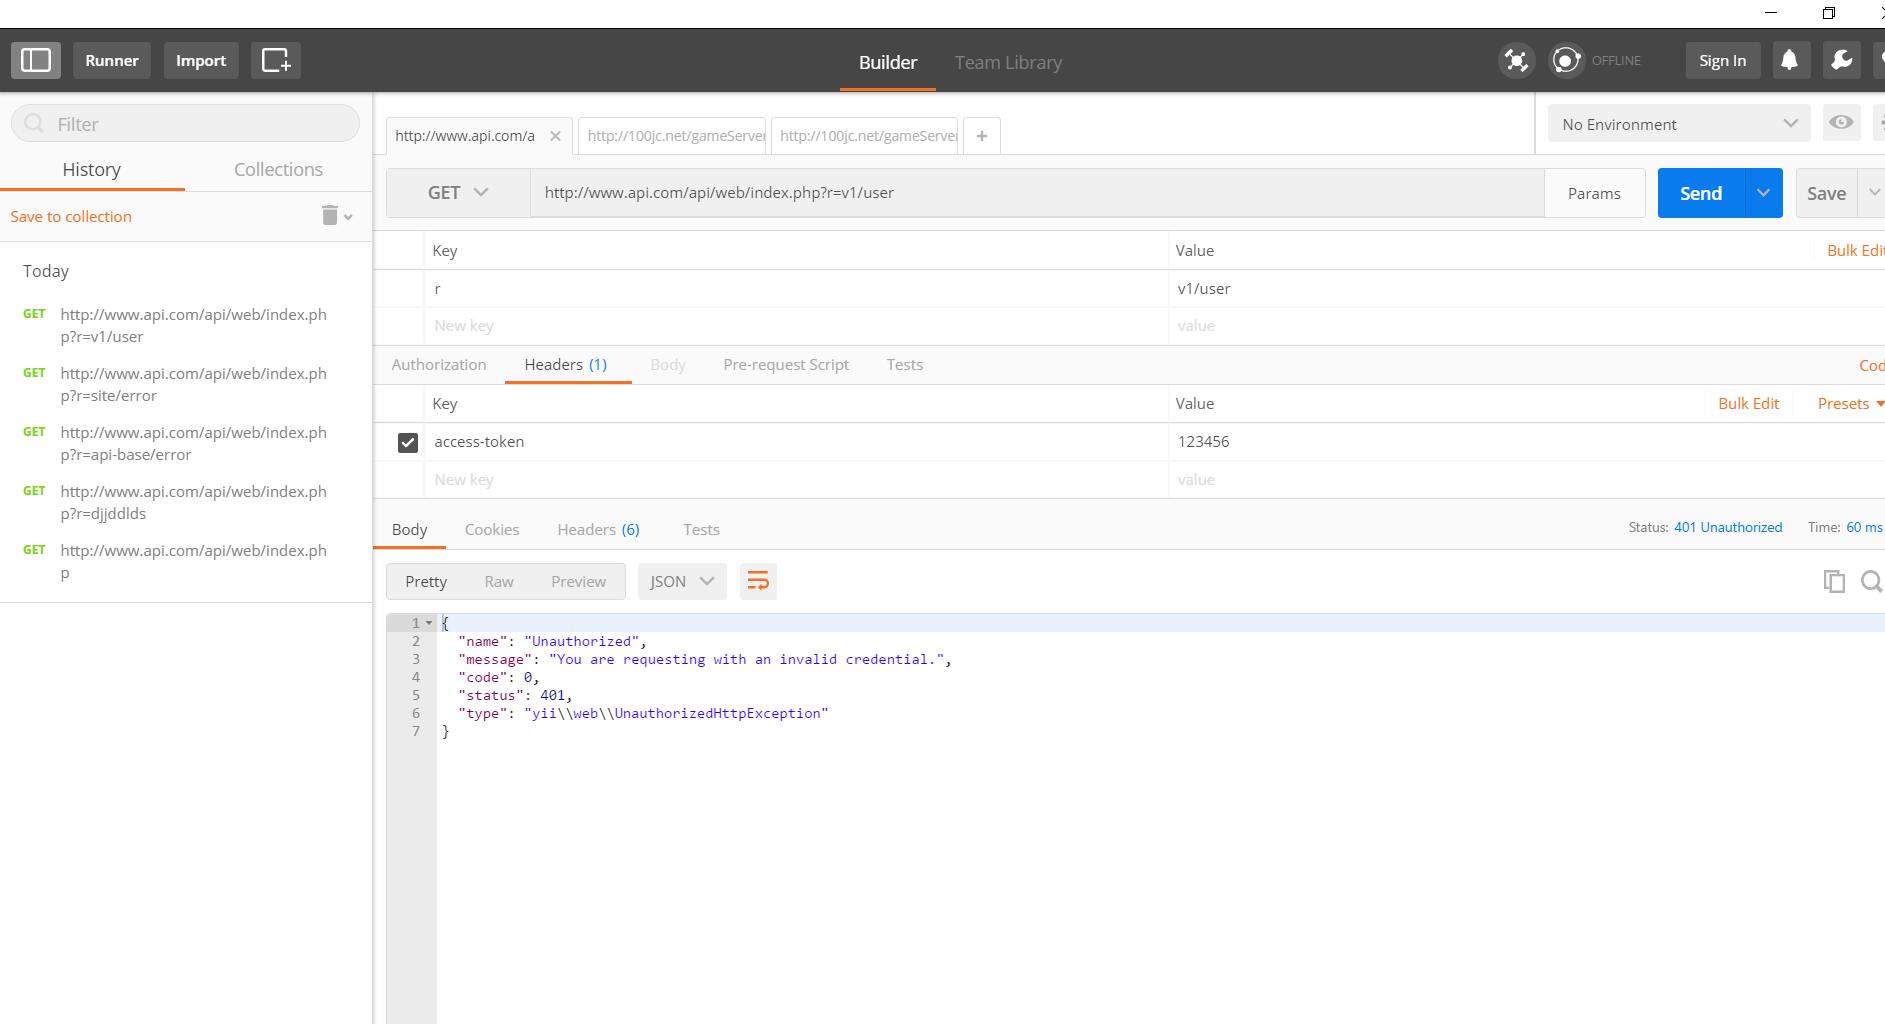 Runner
Import
Builder
Team Library
OFFLINE
Sign In
Filter
History
Collections
Save to collection
Today
GET http://www.api.com/api/web/index.ph
p?r=v1/user
GET http://www.api.com/api/web/index.ph
p?r=site/error
GET http://www.api.com/api/web/index.ph
p?r=api-base/error
GET http://www.api.com/api/web/index.ph
p?r=djjddlds
GET http://www.api.com/api/web/index.ph
p
http://www.api.com/a
http://100jc.net/gameServer
http://100jc.net/gameServer
No Environment
GET
http://www.api.com/api/web/index.php?r=v1/user
Params
Send
Save
Key Value Bulk Edit
r v1/user
New key value
Authorization Headers (1) Body Pre-request Script Tests Cod
Key Value Bulk Edit Presets
access-token 123456
New key value
Body Cookies Headers (6) Tests Status: 401 Unauthorized Time: 60 ms
Pretty Raw Preview JSON
1 {
2 "name": "Unauthorized",
3 "message": "You are requesting with an invalid credential.",
4 "code": 0,
5 "status": 401,
6 "type": "yii\\web\\UnauthorizedHttpException"
7 }